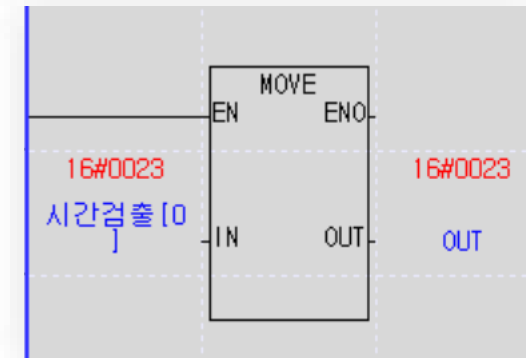 MOVE
EN ENO
16#0023 16#0023
시간검출[0
]
IN OUT OUT